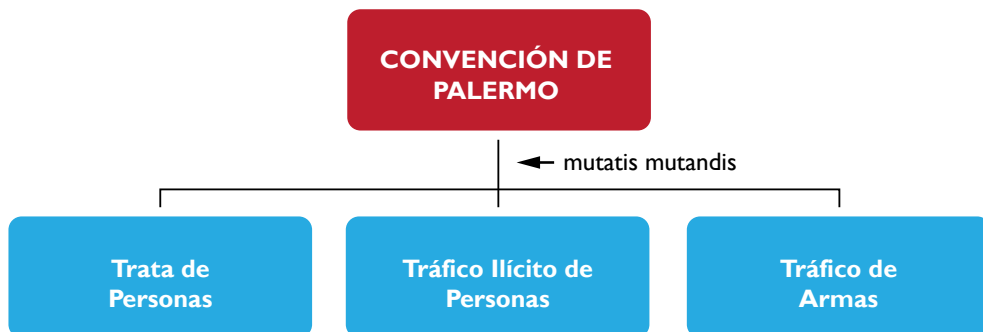 CONVENCIÓN DE
PALERMO
mutatis mutandis
Trata de
Personas
Tráfico Ilícito de
Personas
Tráfico de
Armas